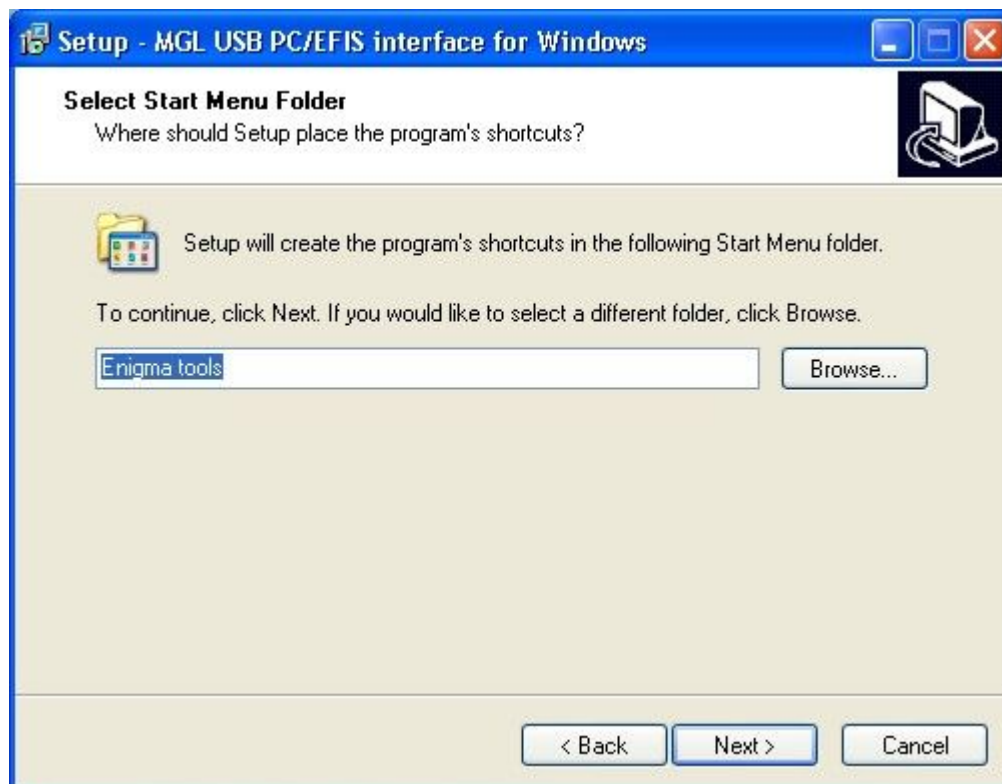 Setup - MGL USB PC/EFIS interface for Windows
Select Start Menu Folder
Where should Setup place the program's shortcuts?
Setup will create the program's shortcuts in the following Start Menu folder.
To continue, click Next. If you would like to select a different folder, click Browse.
Enigma tools
Browse...
< Back
Next >
Cancel